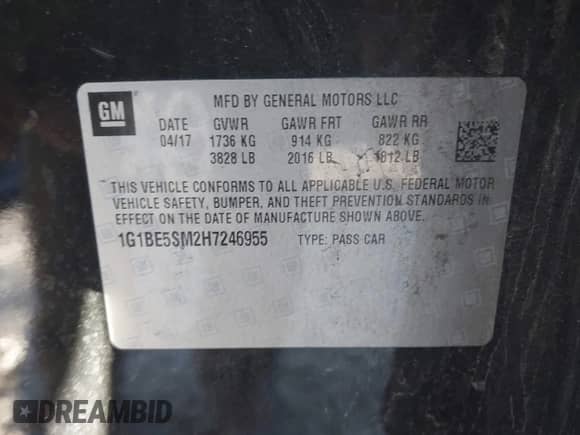 GM
MFD BY GENERAL MOTORS LLC
DATE GVWR GAWR FRT GAWR RR
04/17 1736 KG 914 KG 822 KG
3828 LB 2016 LB 1812 LB
THIS VEHICLE CONFORMS TO ALL APPLICABLE U.S. FEDERAL MOTOR
VEHICLE SAFETY, BUMPER, AND THEFT PREVENTION STANDARDS IN
EFFECT ON THE DATE OF MANUFACTURE SHOWN ABOVE.
1G1BE5SM2H7246955 TYPE: PASS CAR
DREAMBID